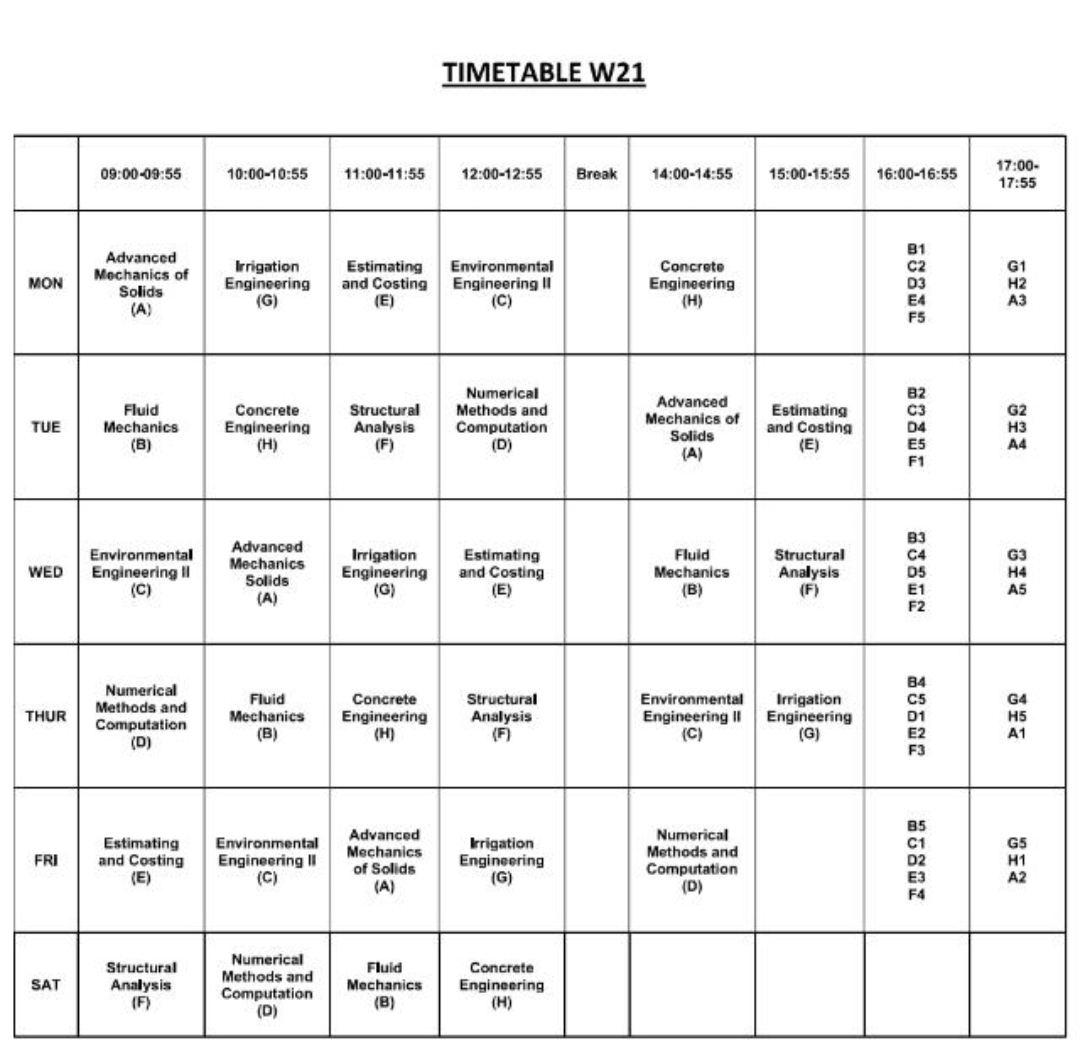 TIMETABLE W21
09:00-09:55
10:00-10:55
11:00-11:55
12:00-12:55
Break
14:00-14:55
15:00-15:55
16:00-16:55
17:00-
17:55
MON
Advanced
Mechanics of
Solids
(A)
Irrigation
Engineering
(G)
Estimating
and Costing
(E)
Environmental
Engineering II
(C)
Concrete
Engineering
(H)
B1
C2
D3
E4
F5
G1
H2
A3
TUE
Fluid
Mechanics
(B)
Concrete
Engineering
(H)
Structural
Analysis
(F)
Numerical
Methods and
Computation
(D)
Advanced
Mechanics of
Solids
(A)
Estimating
and Costing
(E)
B2
C3
D4
E5
F1
G2
H3
A4
WED
Environmental
Engineering II
(C)
Advanced
Mechanics
Solids
(A)
Irrigation
Engineering
(G)
Estimating
and Costing
(E)
Fluid
Mechanics
(B)
Structural
Analysis
(F)
B3
C4
D5
E1
F2
G3
H4
A5
THUR
Numerical
Methods and
Computation
(D)
Fluid
Mechanics
(B)
Concrete
Engineering
(H)
Structural
Analysis
(F)
Environmental
Engineering II
(C)
Irrigation
Engineering
(G)
B4
C5
D1
E2
F3
G4
H5
A1
FRI
Estimating
and Costing
(E)
Environmental
Engineering II
(C)
Advanced
Mechanics
of Solids
(A)
Irrigation
Engineering
(G)
Numerical
Methods and
Computation
(D)
B5
C1
D2
E3
F4
G5
H1
A2
SAT
Structural
Analysis
(F)
Numerical
Methods and
Computation
(D)
Fluid
Mechanics
(B)
Concrete
Engineering
(H)